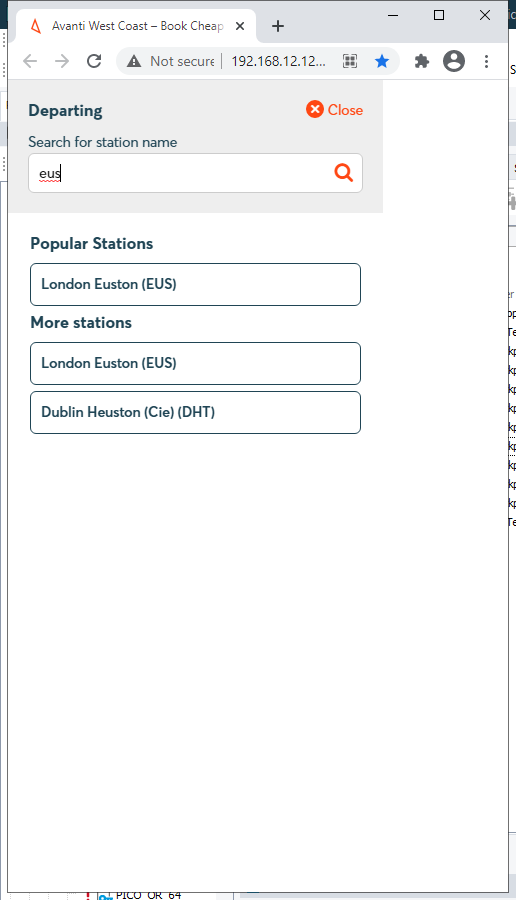 Avanti West Coast – Book Cheap
Not secure
192.168.12.12...
Departing
Close
Search for station name
eus
Popular Stations
London Euston (EUS)
More stations
London Euston (EUS)
Dublin Heuston (Cie) (DHT)
PICO_OR_64